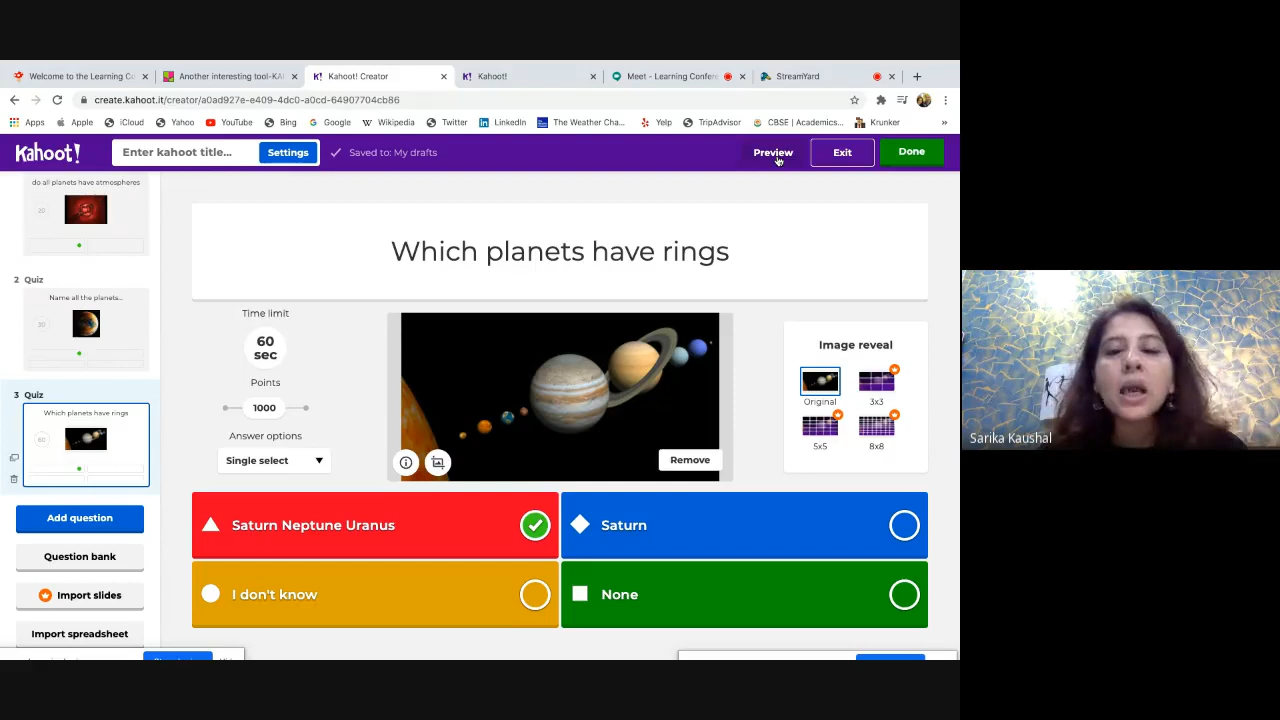 Welcome to the Learning Co
Another interesting tool-KA
K! Kahoot! Creator
K! Kahoot!
Meet - Learning Confe
StreamYard
create.kahoot.it/creator/a0ad927e-e409-4dc0-a0cd-64907704cb86
Apps Apple iCloud Yahoo YouTube Bing Google Wikipedia Twitter LinkedIn The Weather Cha... Yelp TripAdvisor CBSE | Academics... Krunker »
Kahoot! Enter kahoot title... Settings Saved to: My drafts Preview Exit Done
do all planets have atmospheres
20
2 Quiz
Name all the planets...
30
3 Quiz
Which planets have rings
60
Add question
Question bank
Import slides
Import spreadsheet
Which planets have rings
Time limit
60
sec
Points
1000
Answer options
Single select
Remove
Image reveal
Original 3x3
5x5 8x8
Saturn Neptune Uranus
Saturn
I don't know
None
Sarika Kaushal